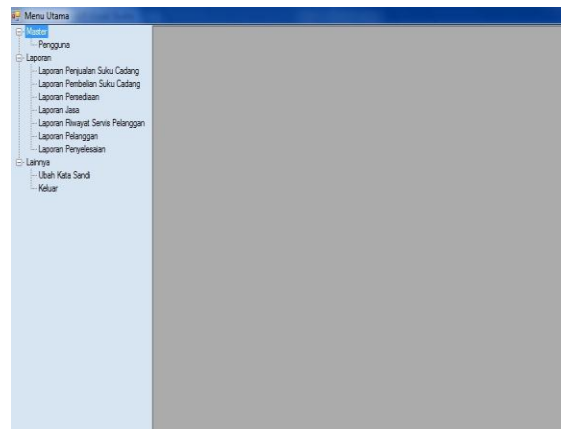 Menu Utama
Master
Pengguna
Laporan
Laporan Penjualan Suku Cadang
Laporan Pembelian Suku Cadang
Laporan Persediaan
Laporan Jasa
Laporan Riwayat Servis Pelanggan
Laporan Pelanggan
Laporan Penyelesaian
Lainnya
Ubah Kata Sandi
Keluar